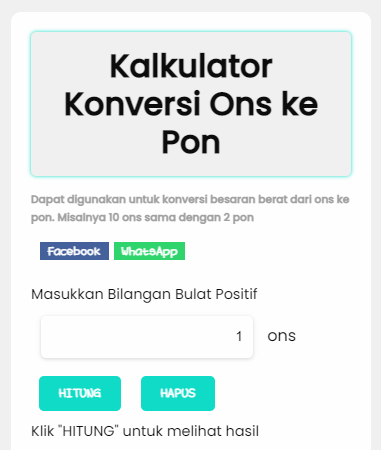 Kalkulator
Konversi Ons ke
Pon
Dapat digunakan untuk konversi besaran berat dari ons ke
pon. Misalnya 10 ons sama dengan 2 pon
Facebook WhatsApp
Masukkan Bilangan Bulat Positif
1 ons
HITUNG HAPUS
Klik "HITUNG" untuk melihat hasil